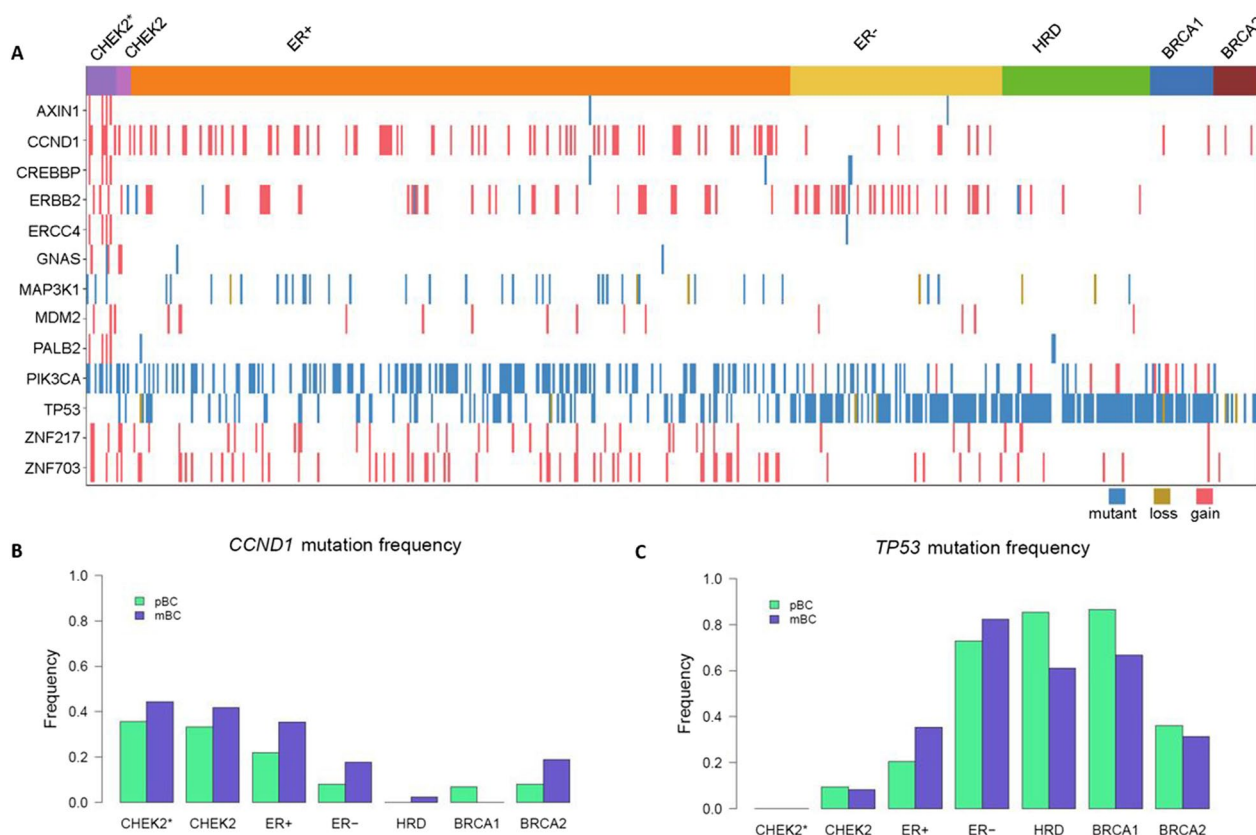 A
CHEK2* CHEK2 ER+ ER- HRD BRCA1 BRCA2
AXIN1
CCND1
CREBBP
ERBB2
ERCC4
GNAS
MAP3K1
MDM2
PALB2
PIK3CA
TP53
ZNF217
ZNF703
mutant loss gain
B
CCND1 mutation frequency
1.0
0.8
0.6
0.4
0.2
0.0
Frequency
pBC
mBC
CHEK2* CHEK2 ER+ ER− HRD BRCA1 BRCA2
C
TP53 mutation frequency
1.0
0.8
0.6
0.4
0.2
0.0
Frequency
pBC
mBC
CHEK2* CHEK2 ER+ ER− HRD BRCA1 BRCA2